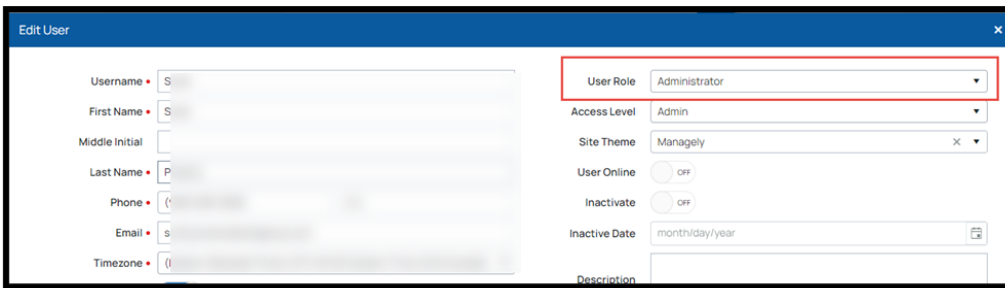 Edit User ×
Username •
First Name •
Middle Initial
Last Name •
Phone •
Email •
Timezone •
User Role Administrator
Access Level Admin
Site Theme Managely
User Online OFF
Inactivate OFF
Inactive Date month/day/year
Description